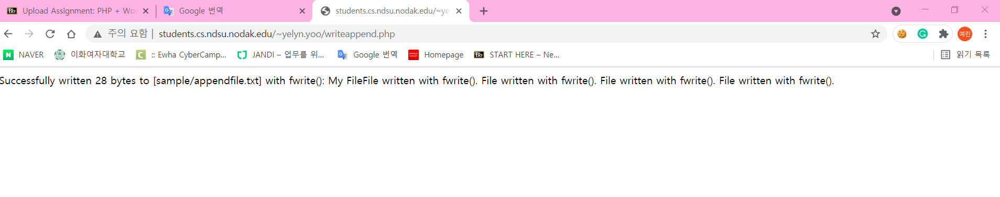 Bb Upload Assignment: PHP + Wor Google 번역 students.cs.ndsu.nodak.edu/~ye
주의 요함 | students.cs.ndsu.nodak.edu/~yelyn.yoo/writeappend.php 예린
N NAVER 이화여자대학교 C :: Ewha CyberCamp... JANDI – 업무를 위... Google 번역 Homepage Bb START HERE – Ne... 읽기 목록
Successfully written 28 bytes to [sample/appendfile.txt] with fwrite(): My FileFile written with fwrite(). File written with fwrite(). File written with fwrite(). File written with fwrite().